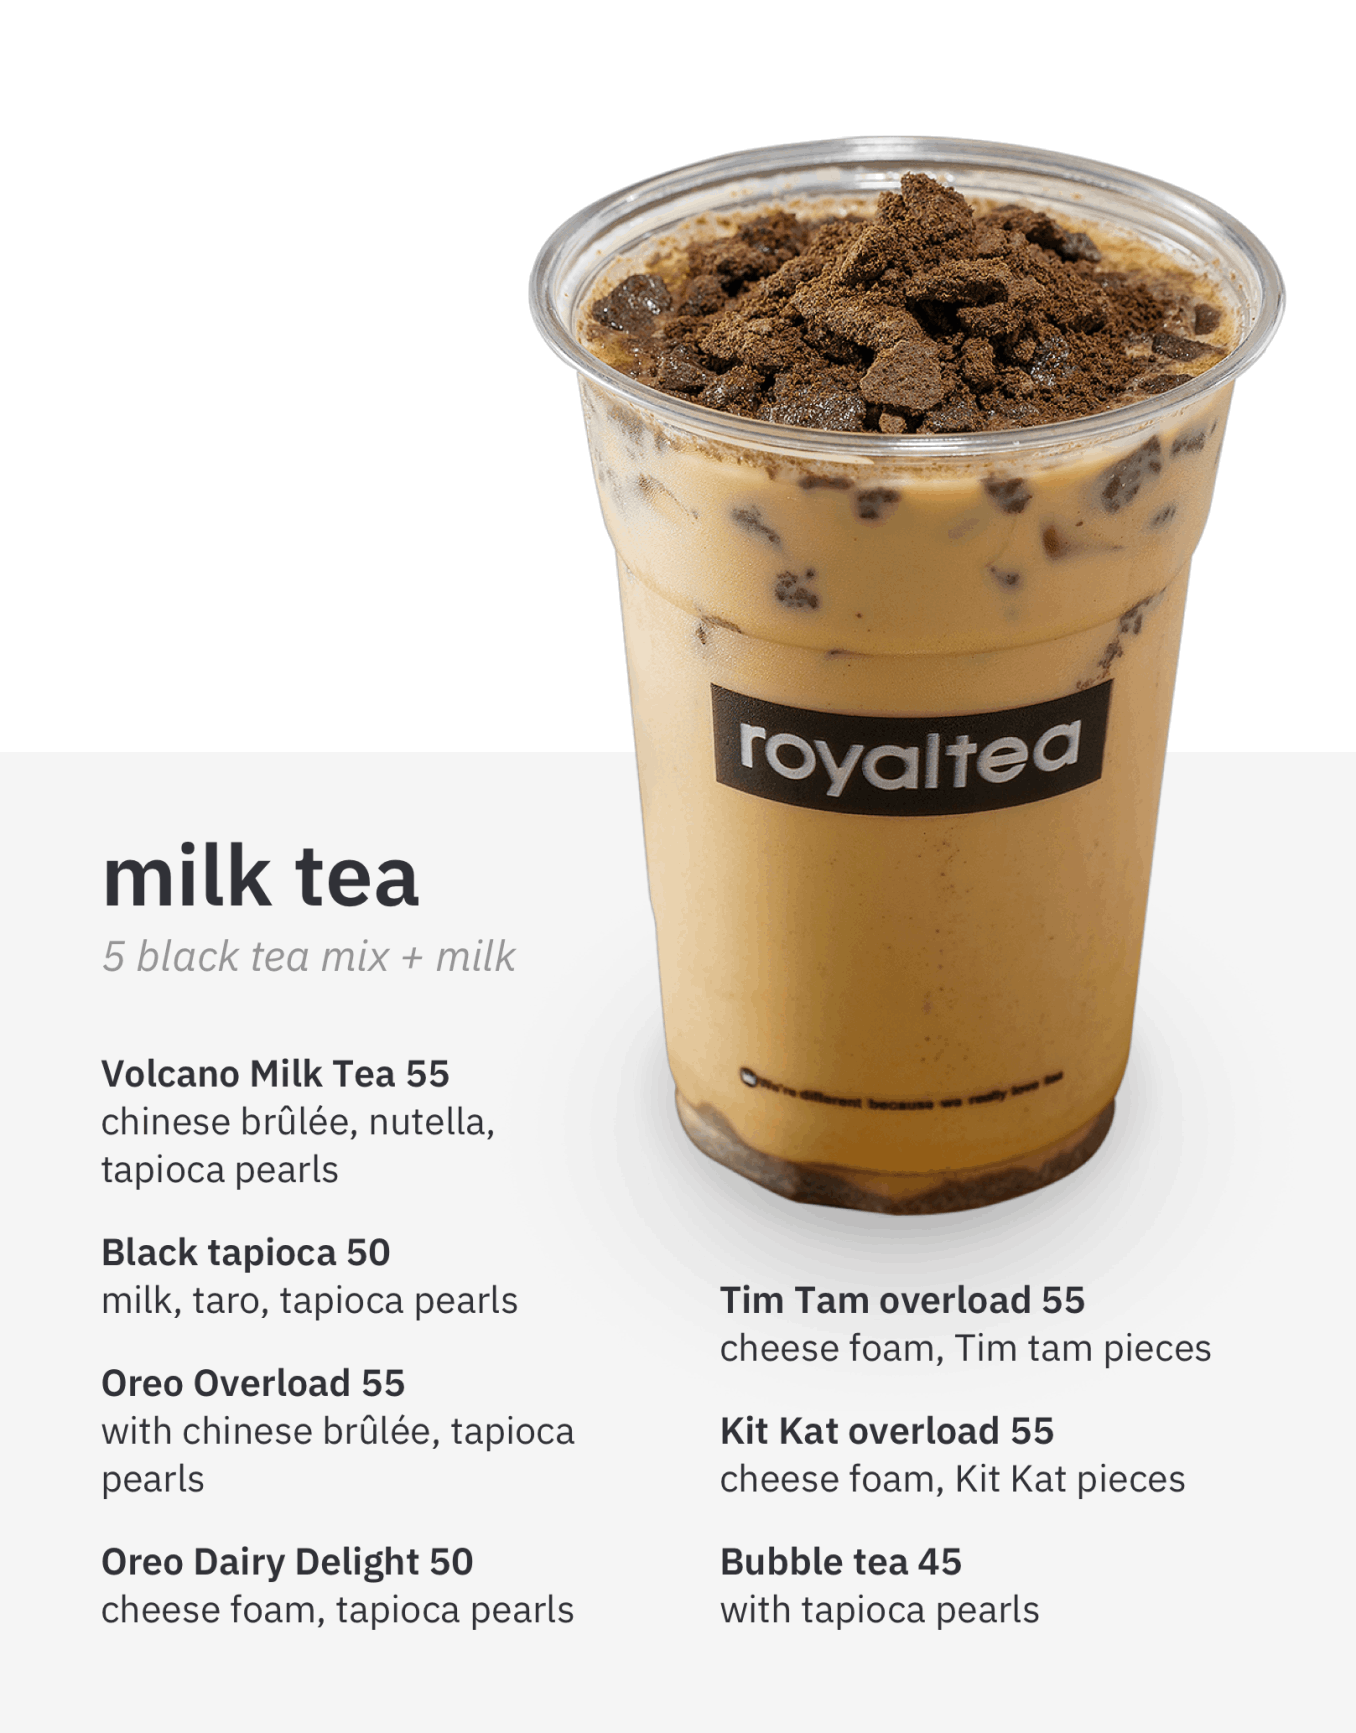 royaltea
We're different because we really love tea
milk tea
5 black tea mix + milk
Volcano Milk Tea 55
chinese brûlée, nutella,
tapioca pearls
Black tapioca 50
milk, taro, tapioca pearls
Oreo Overload 55
with chinese brûlée, tapioca
pearls
Oreo Dairy Delight 50
cheese foam, tapioca pearls
Tim Tam overload 55
cheese foam, Tim tam pieces
Kit Kat overload 55
cheese foam, Kit Kat pieces
Bubble tea 45
with tapioca pearls